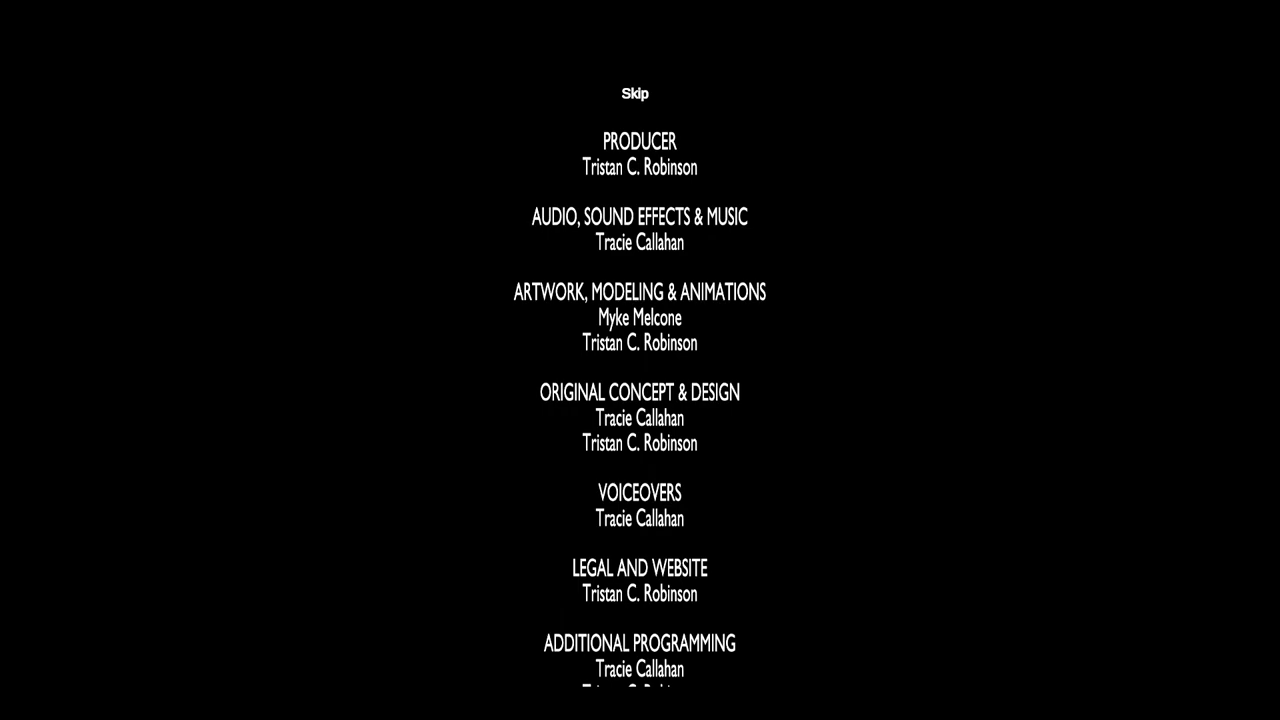 Skip
PRODUCER
Tristan C. Robinson
AUDIO, SOUND EFFECTS & MUSIC
Tracie Callahan
ARTWORK, MODELING & ANIMATIONS
Myke Melcone
Tristan C. Robinson
ORIGINAL CONCEPT & DESIGN
Tracie Callahan
Tristan C. Robinson
VOICEOVERS
Tracie Callahan
LEGAL AND WEBSITE
Tristan C. Robinson
ADDITIONAL PROGRAMMING
Tracie Callahan